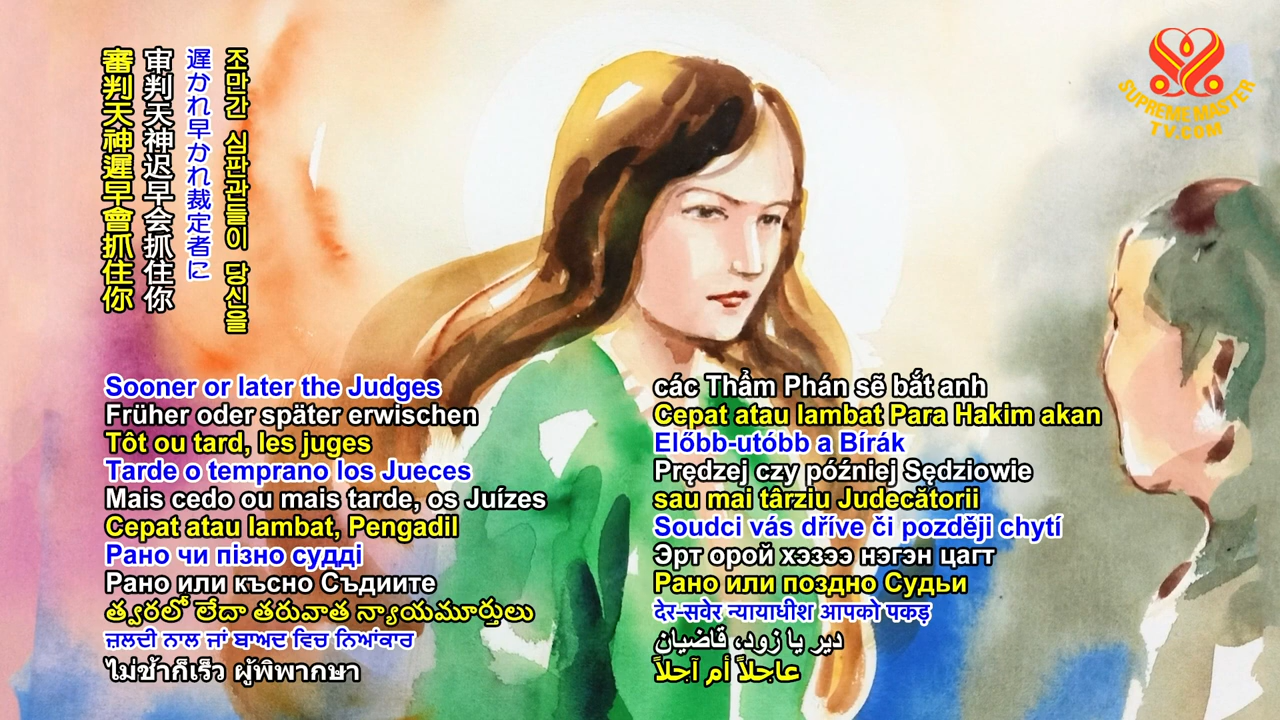 審判天神遲早會抓住你
审判天神迟早会抓住你
遅かれ早かれ裁定者に
조만간 심판관들이 당신을
SUPREME MASTER
TV.COM
Sooner or later the Judges
Früher oder später erwischen
Tôt ou tard, les juges
Tarde o temprano los Jueces
Mais cedo ou mais tarde, os Juízes
Cepat atau lambat, Pengadil
Рано чи пізно судді
Рано или късно Съдиите
త్వరలో లేదా తరువాత న్యాయమూర్తులు
ਜ਼ਲਦੀ ਨਾਲ ਜਾਂ ਬਾਅਦ ਵਿਚ ਨਿਆਂਕਾਰ
ไม่ช้าก็เร็ว ผู้พิพากษา
các Thẩm Phán sẽ bắt anh
Cepat atau lambat Para Hakim akan
Előbb-utóbb a Bírák
Prędzej czy później Sędziowie
sau mai târziu Judecătorii
Soudci vás dříve či později chytí
Эрт орой хэзээ нэгэн цагт
Рано или поздно Судьи
देर-सवेर न्यायाधीश आपको पकड़
دیر یا زود، قاضیان
عاجلاً أم آجلاً